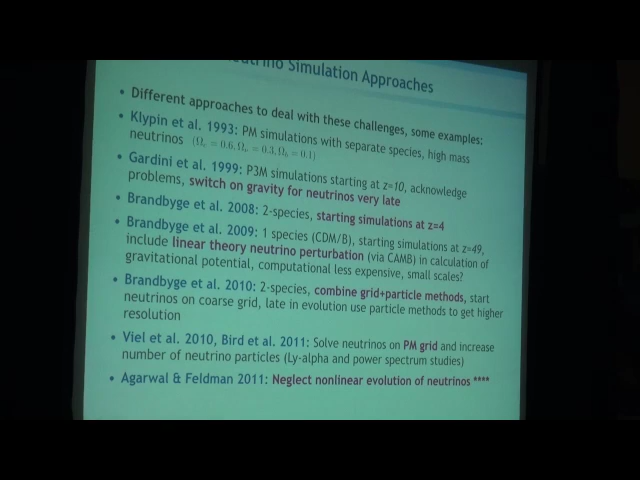 Neutrino Simulation Approaches
• Different approaches to deal with these challenges, some examples:
• Klypin et al. 1993: PM simulations with separate species, high mass
neutrinos (Ωc = 0.6, Ων = 0.3, Ωb = 0.1)
• Gardini et al. 1999: P3M simulations starting at z=10, acknowledge
problems, switch on gravity for neutrinos very late
• Brandbyge et al. 2008: 2-species, starting simulations at z=4
• Brandbyge et al. 2009: 1 species (CDM/B), starting simulations at z=49,
include linear theory neutrino perturbation (via CAMB) in calculation of
gravitational potential, computational less expensive, small scales?
• Brandbyge et al. 2010: 2-species, combine grid+particle methods, start
neutrinos on coarse grid, late in evolution use particle methods to get higher
resolution
• Viel et al. 2010, Bird et al. 2011: Solve neutrinos on PM grid and increase
number of neutrino particles (Ly-alpha and power spectrum studies)
• Agarwal & Feldman 2011: Neglect nonlinear evolution of neutrinos ****